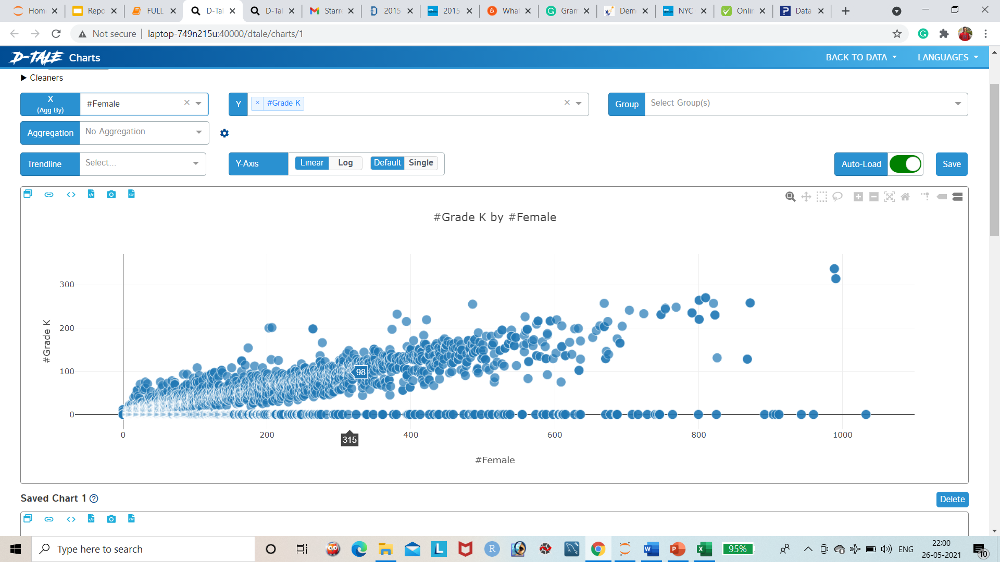 Hom Repo FULL D-Tal D-Tal Starr 2015 2015 Wha Gran Dem NYC Onlin Data
Not secure laptop-749n215u:40000/dtale/charts/1
D-TALE Charts BACK TO DATA LANGUAGES
Cleaners
X
(Agg By)
#Female
Y × #Grade K
Group Select Group(s)
Aggregation No Aggregation
Trendline Select...
Y-Axis Linear Log Default Single
Auto-Load Save
#Grade K by #Female
300
200
100
0
#Grade K
98
0 200 400 600 800 1000
315
#Female
Saved Chart 1
Delete
Type here to search
95%
ENG
22:00
26-05-2021
10